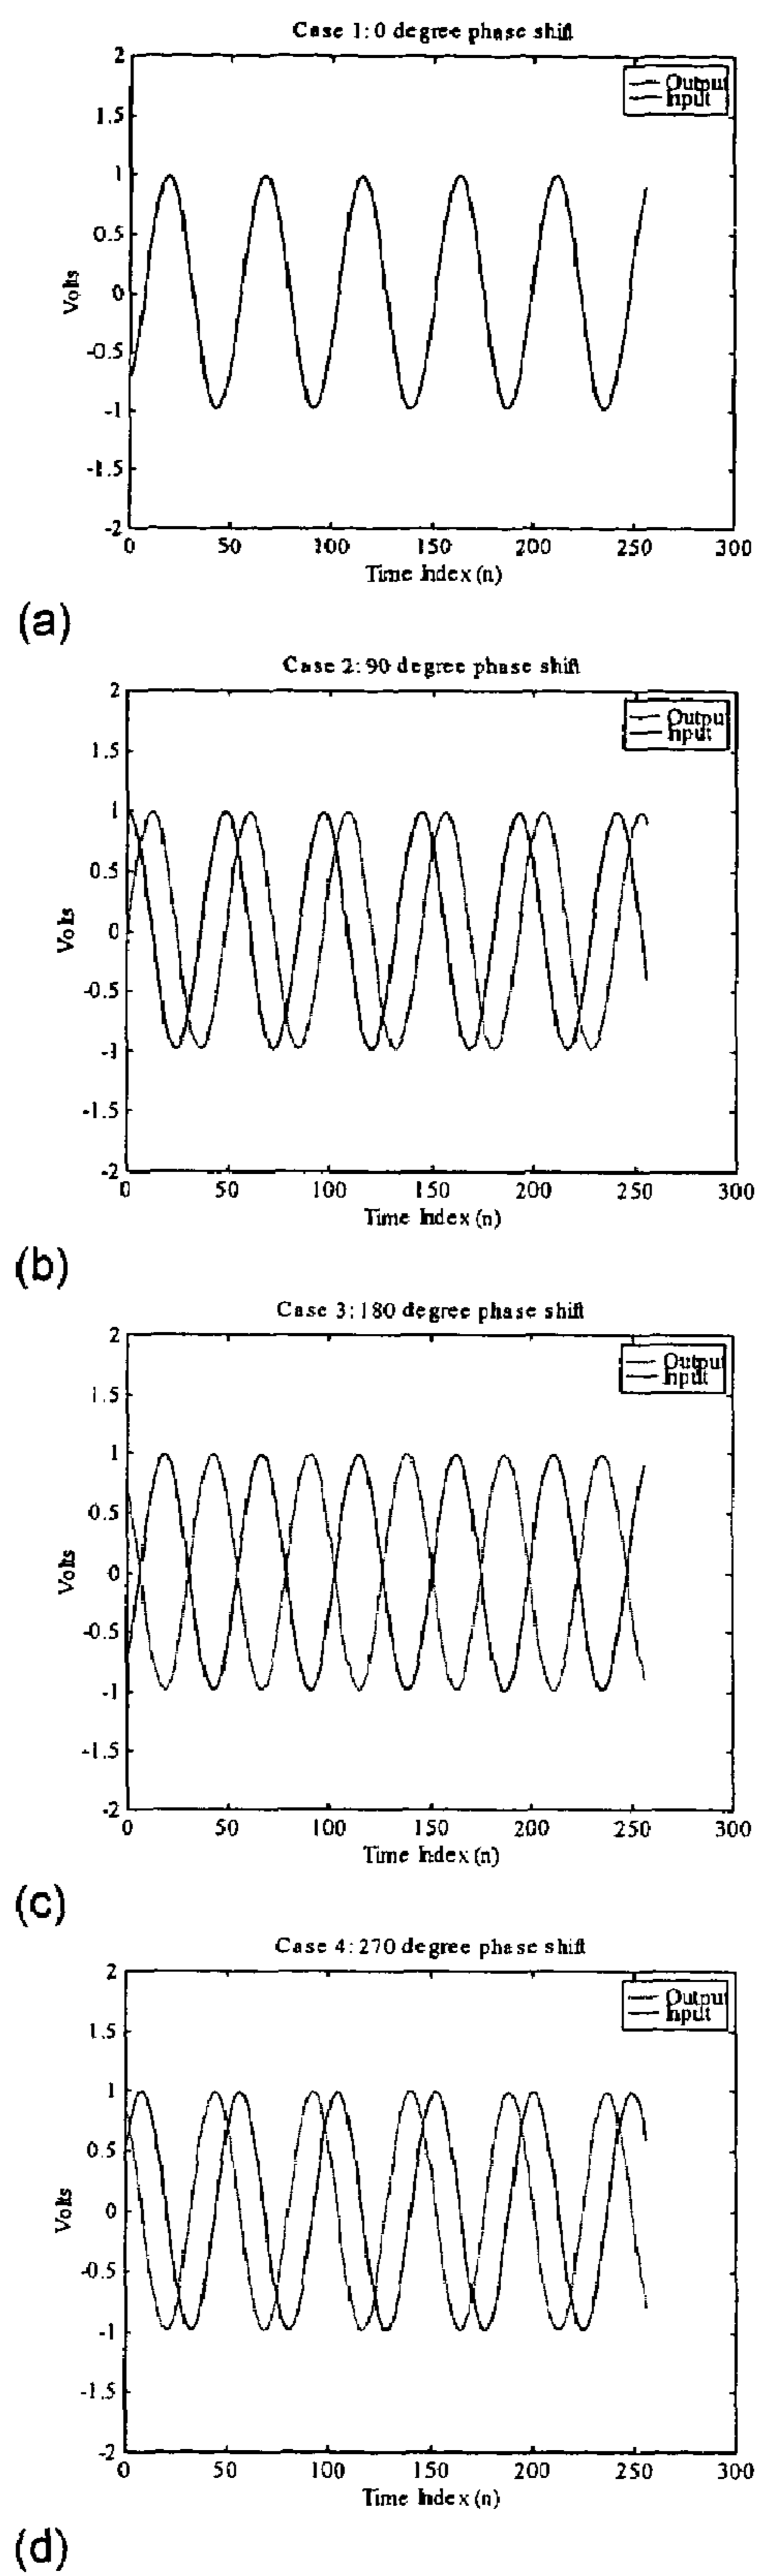 Case 1: 0 degree phase shift
2
1.5
1
0.5
0
-0.5
-1
-1.5
-2
Volts
Output
Input
0 50 100 150 200 250 300
Time Index (n)
(a)
Case 2: 90 degree phase shift
2
1.5
1
0.5
0
-0.5
-1
-1.5
-2
Volts
Output
Input
0 50 100 150 200 250 300
Time Index (n)
(b)
Case 3: 180 degree phase shift
2
1.5
1
0.5
0
-0.5
-1
-1.5
-2
Volts
Output
Input
0 50 100 150 200 250 300
Time Index (n)
(c)
Case 4: 270 degree phase shift
2
1.5
1
0.5
0
-0.5
-1
-1.5
-2
Volts
Output
Input
0 50 100 150 200 250 300
Time Index (n)
(d)